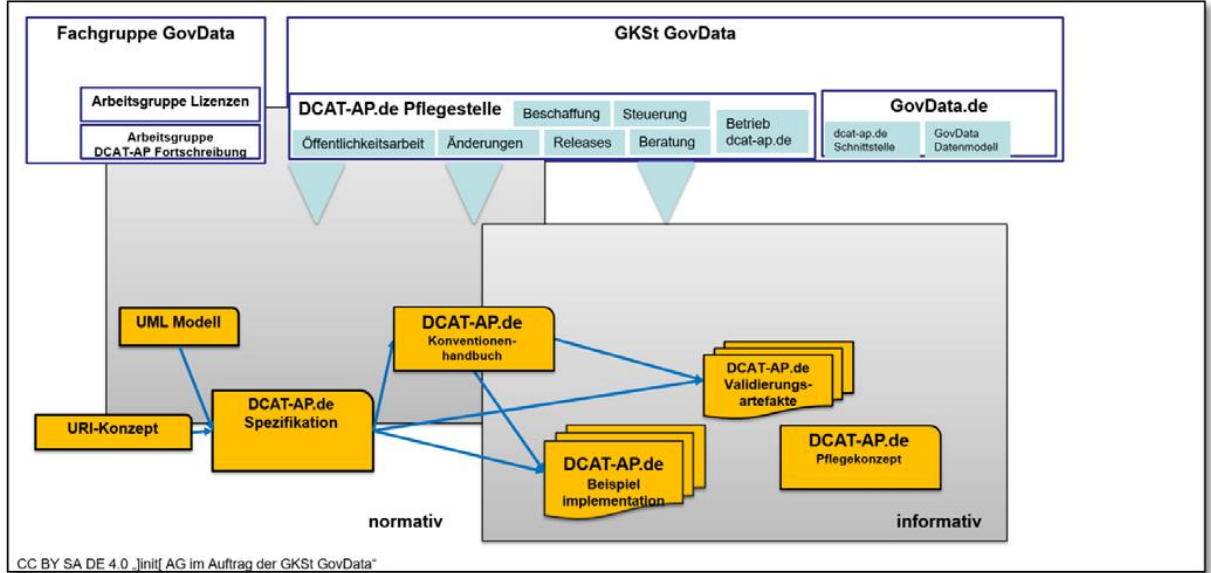 Fachgruppe GovData
Arbeitsgruppe Lizenzen
Arbeitsgruppe
DCAT-AP Fortschreibung
GKSt GovData
DCAT-AP.de Pflegestelle
Beschaffung
Steuerung
Betrieb
dcat-ap.de
Öffentlichkeitsarbeit
Änderungen
Releases
Beratung
GovData.de
dcat-ap.de
Schnittstelle
GovData
Datenmodell
UML Modell
URI-Konzept
DCAT-AP.de
Spezifikation
DCAT-AP.de
Konventionen-
handbuch
DCAT-AP.de
Validierungs-
artefakte
DCAT-AP.de
Beispiel
implementation
DCAT-AP.de
Pflegekonzept
normativ
informativ
CC BY SA DE 4.0 „]init[ AG im Auftrag der GKSt GovData“